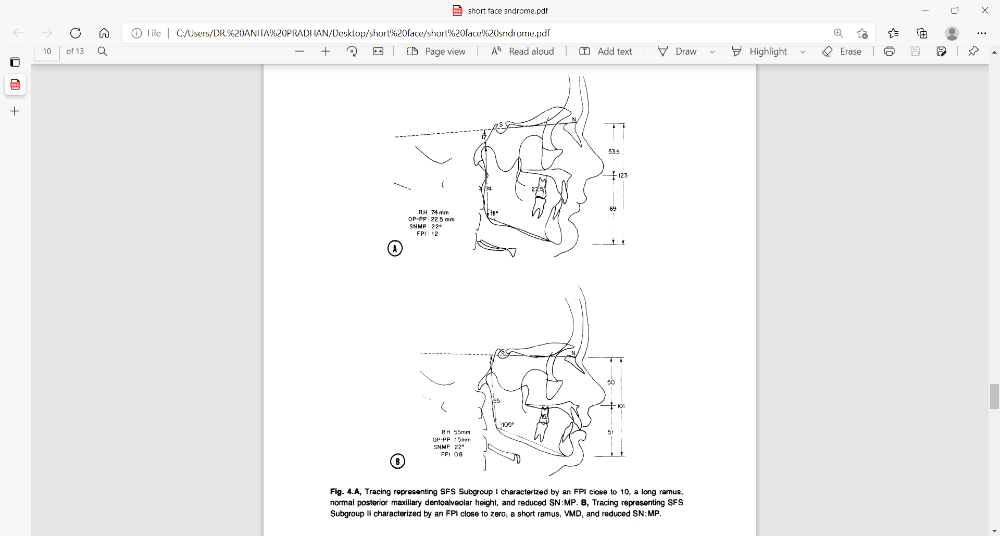 short face sndrome.pdf
File
C:/Users/DR.%20ANITA%20PRADHAN/Desktop/short%20face/short%20face%20sndrome.pdf
10 of 13
Page view
Read aloud
Add text
Draw
Highlight
Erase
PDF
S
N
17
53.5
123
74
22.5
69
111°
R.H.: 74 mm
OP-PP : 22.5 mm
SNMP : 22°
FPI : 12
A
S
N
17
50
55
101
15
105°
51
R H 55mm
OP-PP 15mm
SNMP 22°
FPI 08
B
Fig. 4.A, Tracing representing SFS Subgroup I characterized by an FPI close to 10, a long ramus,
normal posterior maxillary dentoalveolar height, and reduced SN:MP. B, Tracing representing SFS
Subgroup II characterized by an FPI close to zero, a short ramus, VMD, and reduced SN:MP.